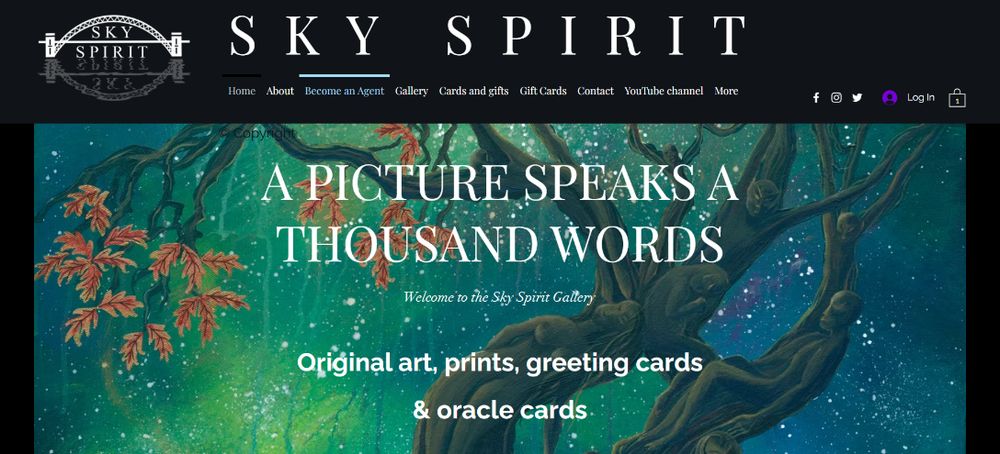 SKY
SPIRIT
SKY SPIRIT
Home About Become an Agent Gallery Cards and gifts Gift Cards Contact YouTube channel More
Log In
1
© Copyright
A PICTURE SPEAKS A
THOUSAND WORDS
Welcome to the Sky Spirit Gallery
Original art, prints, greeting cards
& oracle cards